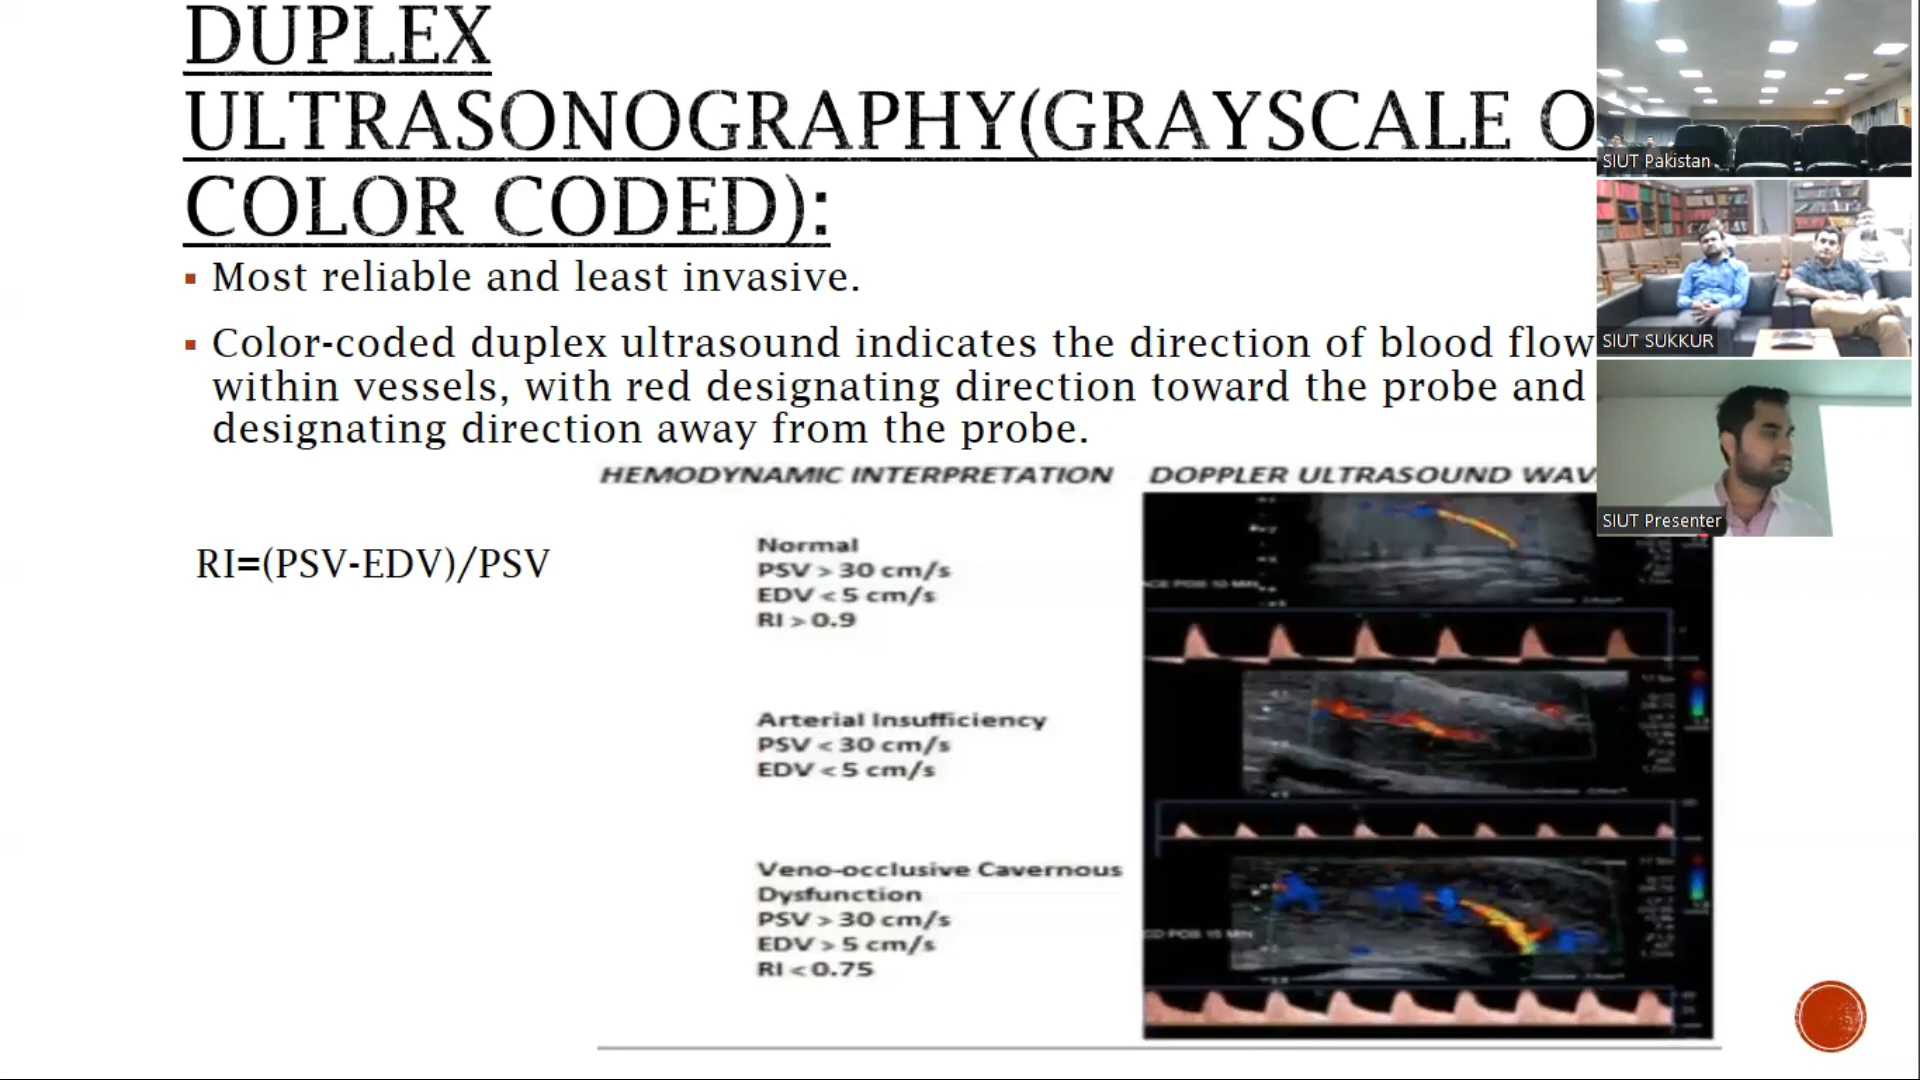 DUPLEX
ULTRASONOGRAPHY(GRAYSCALE O
COLOR CODED):
▪ Most reliable and least invasive.
▪ Color-coded duplex ultrasound indicates the direction of blood flow
within vessels, with red designating direction toward the probe and
designating direction away from the probe.
HEMODYNAMIC INTERPRETATION DOPPLER ULTRASOUND WAV
RI=(PSV-EDV)/PSV
Normal
PSV > 30 cm/s
EDV < 5 cm/s
RI > 0.9
Arterial Insufficiency
PSV < 30 cm/s
EDV < 5 cm/s
Veno-occlusive Cavernous
Dysfunction
PSV > 30 cm/s
EDV > 5 cm/s
RI < 0.75
SIUT Pakistan
SIUT SUKKUR
SIUT Presenter